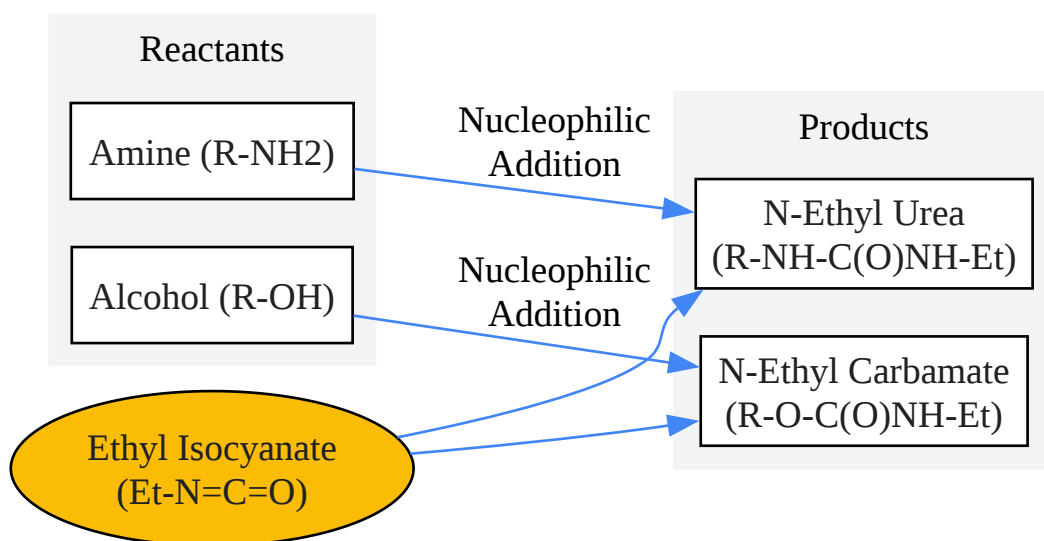 Reactants
Amine (R-NH2)
Alcohol (R-OH)
Ethyl Isocyanate
(Et-N=C=O)
Nucleophilic
Addition
Nucleophilic
Addition
Products
N-Ethyl Urea
(R-NH-C(O)NH-Et)
N-Ethyl Carbamate
(R-O-C(O)NH-Et)